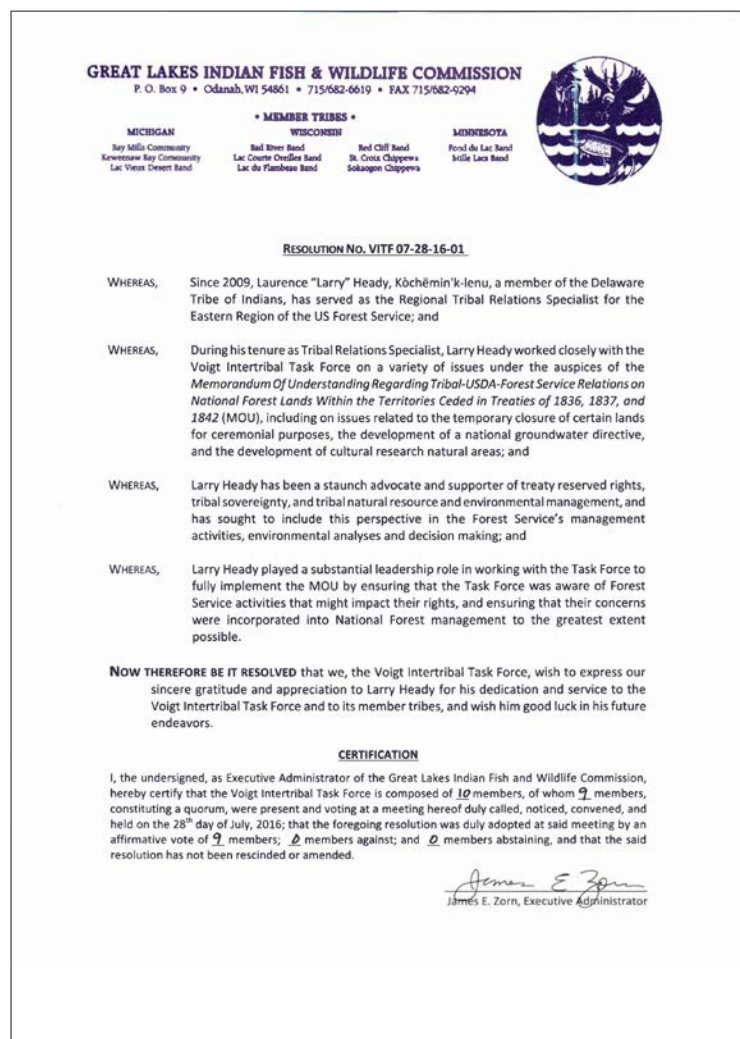 GREAT LAKES INDIAN FISH & WILDLIFE COMMISSION
P. O. Box 9 • Odanah, WI 54861 • 715/682-6619 • FAX 715/682-9294
• MEMBER TRIBES •
MICHIGAN WISCONSIN MINNESOTA
Bay Mills Community Bad River Band Red Cliff Band Fond du Lac Band
Keweenaw Bay Community Lac Courte Oreilles Band St. Croix Chippewa Mille Lacs Band
Lac Vieux Desert Band Lac du Flambeau Band Sokaogon Chippewa
RESOLUTION NO. VITF 07-28-16-01
WHEREAS, Since 2009, Laurence "Larry" Heady, Kòchëmin'k-lenu, a member of the Delaware
Tribe of Indians, has served as the Regional Tribal Relations Specialist for the
Eastern Region of the US Forest Service; and
WHEREAS, During his tenure as Tribal Relations Specialist, Larry Heady worked closely with the
Voigt Intertribal Task Force on a variety of issues under the auspices of the
Memorandum Of Understanding Regarding Tribal-USDA-Forest Service Relations on
National Forest Lands Within the Territories Ceded in Treaties of 1836, 1837, and
1842 (MOU), including on issues related to the temporary closure of certain lands
for ceremonial purposes, the development of a national groundwater directive,
and the development of cultural research natural areas; and
WHEREAS, Larry Heady has been a staunch advocate and supporter of treaty reserved rights,
tribal sovereignty, and tribal natural resource and environmental management, and
has sought to include this perspective in the Forest Service's management
activities, environmental analyses and decision making; and
WHEREAS, Larry Heady played a substantial leadership role in working with the Task Force to
fully implement the MOU by ensuring that the Task Force was aware of Forest
Service activities that might impact their rights, and ensuring that their concerns
were incorporated into National Forest management to the greatest extent
possible.
NOW THEREFORE BE IT RESOLVED that we, the Voigt Intertribal Task Force, wish to express our
sincere gratitude and appreciation to Larry Heady for his dedication and service to the
Voigt Intertribal Task Force and to its member tribes, and wish him good luck in his future
endeavors.
CERTIFICATION
I, the undersigned, as Executive Administrator of the Great Lakes Indian Fish and Wildlife Commission,
hereby certify that the Voigt Intertribal Task Force is composed of 10 members, of whom 9 members,
constituting a quorum, were present and voting at a meeting hereof duly called, noticed, convened, and
held on the 28th day of July, 2016; that the foregoing resolution was duly adopted at said meeting by an
affirmative vote of 9 members; 0 members against; and 0 members abstaining, and that the said
resolution has not been rescinded or amended.
James E Zorn
James E. Zorn, Executive Administrator